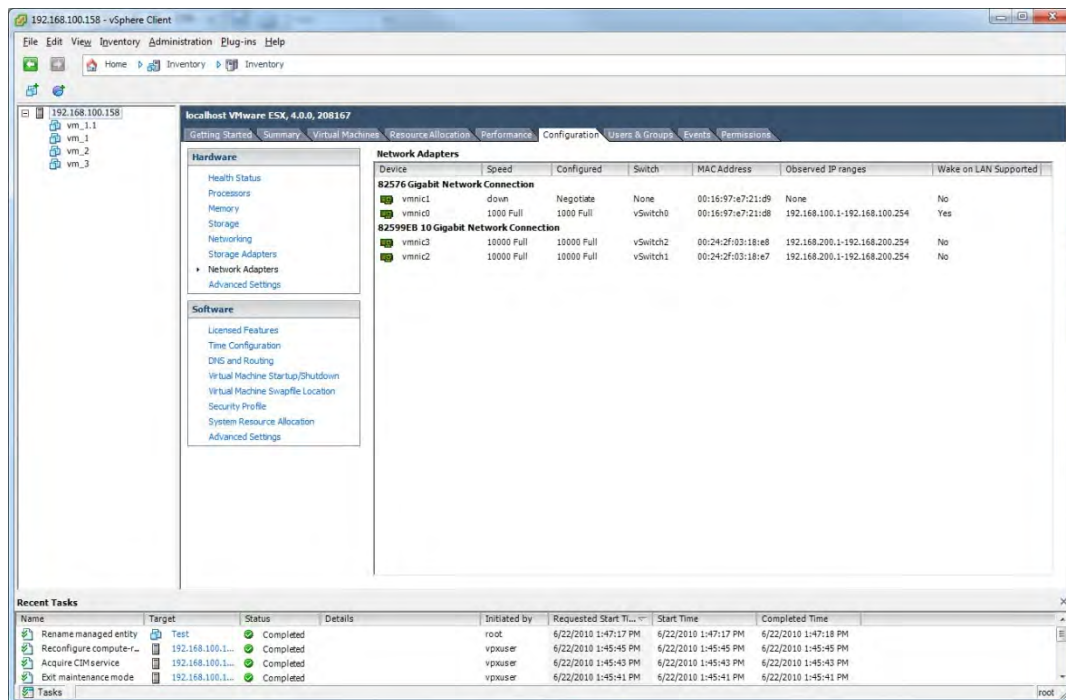 192.168.100.158 - vSphere Client
File Edit View Inventory Administration Plug-ins Help
Home Inventory Inventory
192.168.100.158
vm_1.1
vm_1
vm_2
vm_3
localhost VMware ESX, 4.0.0, 208167
Getting Started Summary Virtual Machines Resource Allocation Performance Configuration Users & Groups Events Permissions
Hardware
Health Status
Processors
Memory
Storage
Networking
Storage Adapters
Network Adapters
Advanced Settings
Software
Licensed Features
Time Configuration
DNS and Routing
Virtual Machine Startup/Shutdown
Virtual Machine Swapfile Location
Security Profile
System Resource Allocation
Advanced Settings
Network Adapters
Device Speed Configured Switch MAC Address Observed IP ranges Wake on LAN Supported
82576 Gigabit Network Connection
vmnic1 down Negotiate None 00:16:97:e7:21:d9 None No
vmnic0 1000 Full 1000 Full vSwitch0 00:16:97:e7:21:d8 192.168.100.1-192.168.100.254 Yes
82599EB 10 Gigabit Network Connection
vmnic3 10000 Full 10000 Full vSwitch2 00:24:2f:03:18:e8 192.168.200.1-192.168.200.254 No
vmnic2 10000 Full 10000 Full vSwitch1 00:24:2f:03:18:e7 192.168.200.1-192.168.200.254 No
Recent Tasks
Name Target Status Details Initiated by Requested Start Ti... Start Time Completed Time
Rename managed entity Test Completed root 6/22/2010 1:47:17 PM 6/22/2010 1:47:17 PM 6/22/2010 1:47:18 PM
Reconfigure compute-r... 192.168.100.1... Completed vpxuser 6/22/2010 1:45:45 PM 6/22/2010 1:45:45 PM 6/22/2010 1:45:45 PM
Acquire CIM service 192.168.100.1... Completed vpxuser 6/22/2010 1:45:43 PM 6/22/2010 1:45:43 PM 6/22/2010 1:45:43 PM
Exit maintenance mode 192.168.100.1... Completed vpxuser 6/22/2010 1:45:41 PM 6/22/2010 1:45:41 PM 6/22/2010 1:45:41 PM
Tasks root